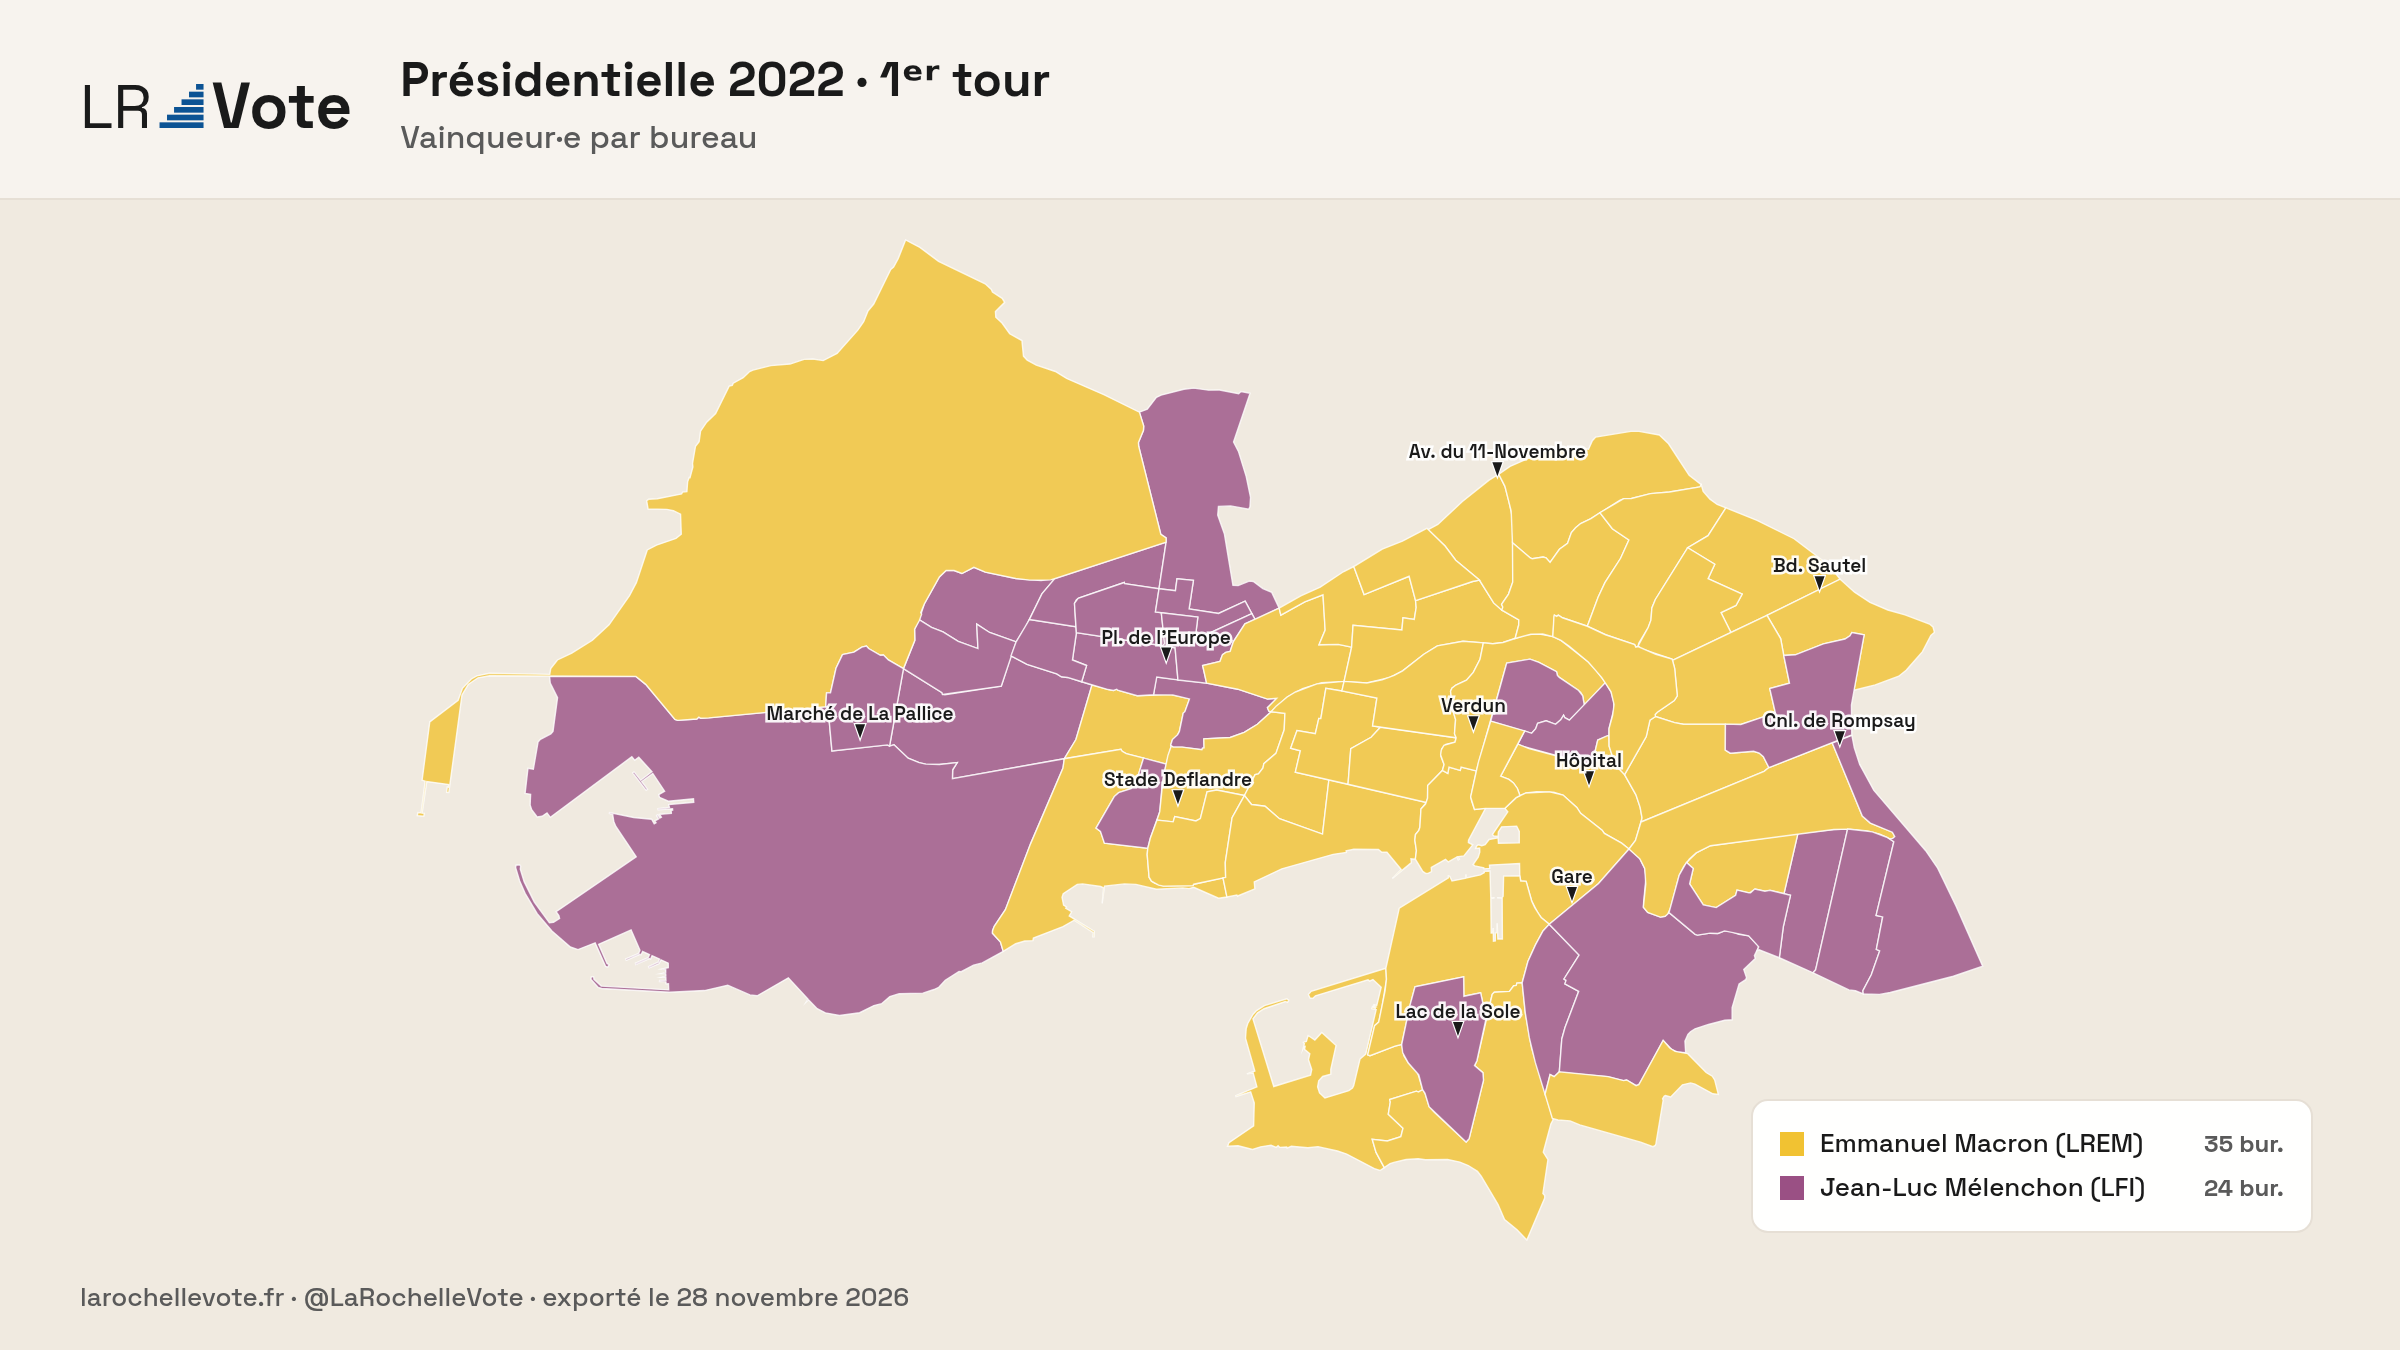 LR Vote
Présidentielle 2022 · 1er tour
Vainqueur·e par bureau
Av. du 11-Novembre
Bd. Sautel
Pl. de l'Europe
Verdun
Marché de La Pallice
Cnl. de Rompsay
Hôpital
Stade Deflandre
Gare
Lac de la Sole
Emmanuel Macron (LREM) 35 bur.
Jean-Luc Mélenchon (LFI) 24 bur.
larochellevote.fr · @LaRochelleVote · exporté le 28 novembre 2026